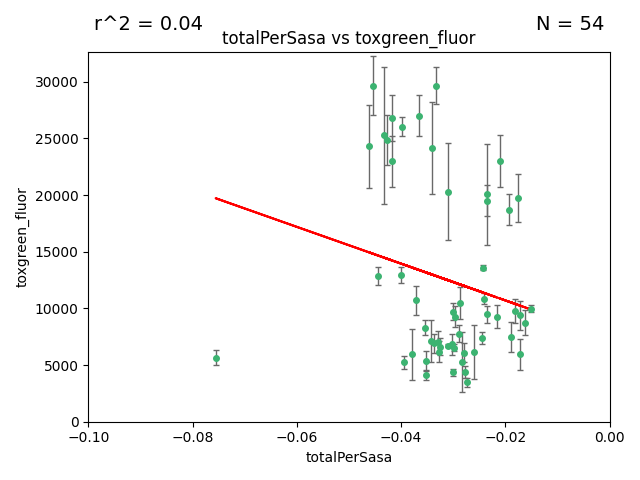 r^2 = 0.04
N = 54
totalPerSasa vs toxgreen_fluor
toxgreen_fluor
30000
25000
20000
15000
10000
5000
0
−0.10
−0.08
−0.06
−0.04
−0.02
0.00
totalPerSasa